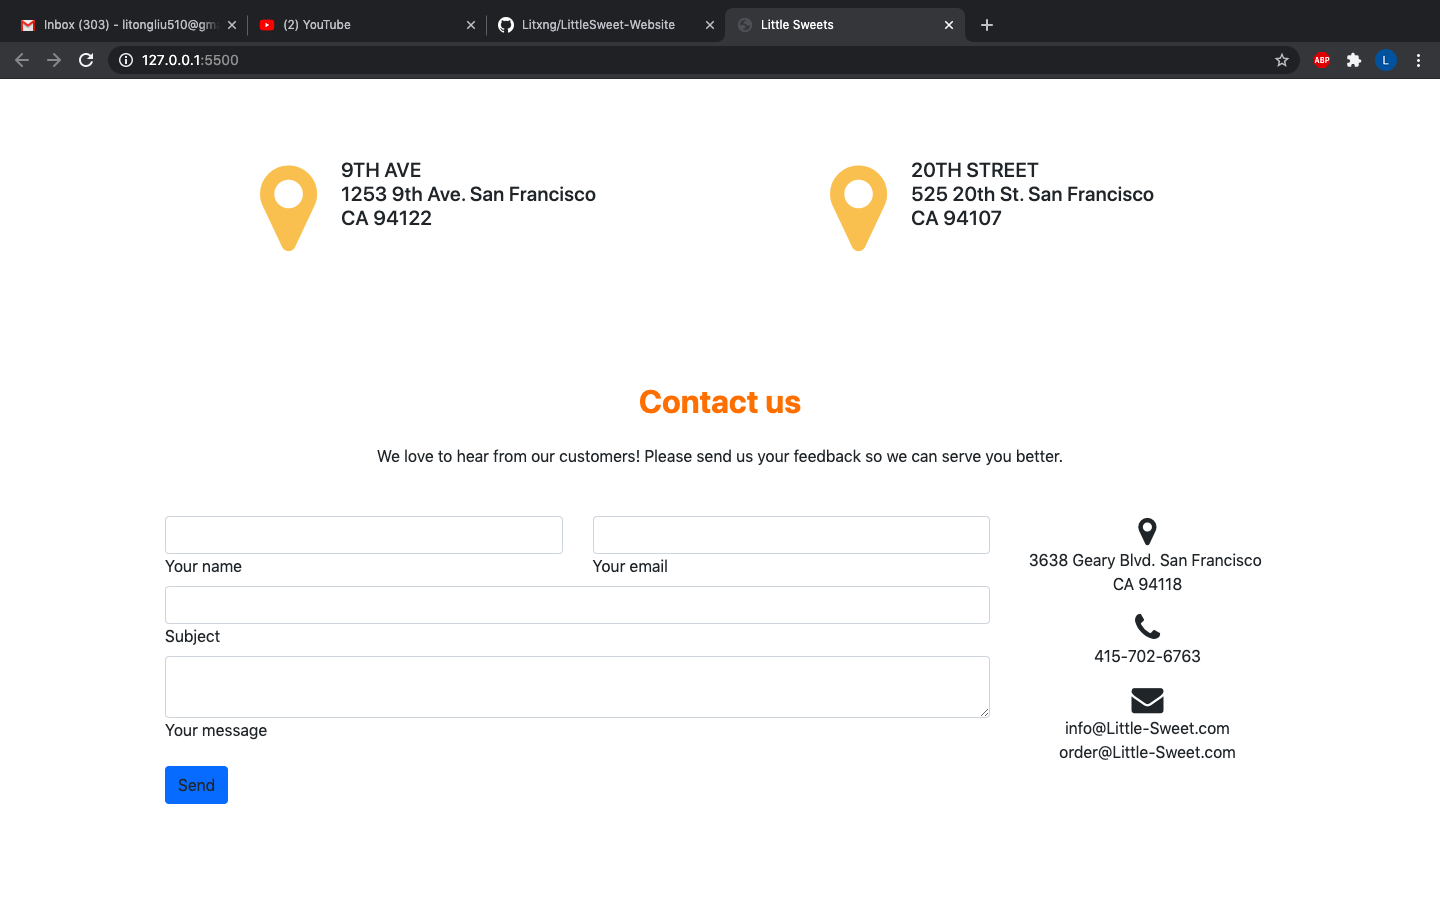 Inbox (303) - litongliu510@gm
(2) YouTube
Litxng/LittleSweet-Website
Little Sweets
127.0.0.1:5500
ABP
L
9TH AVE
1253 9th Ave. San Francisco
CA 94122
20TH STREET
525 20th St. San Francisco
CA 94107
Contact us
We love to hear from our customers! Please send us your feedback so we can serve you better.
Your name
Your email
Subject
Your message
Send
3638 Geary Blvd. San Francisco
CA 94118
415-702-6763
info@Little-Sweet.com
order@Little-Sweet.com